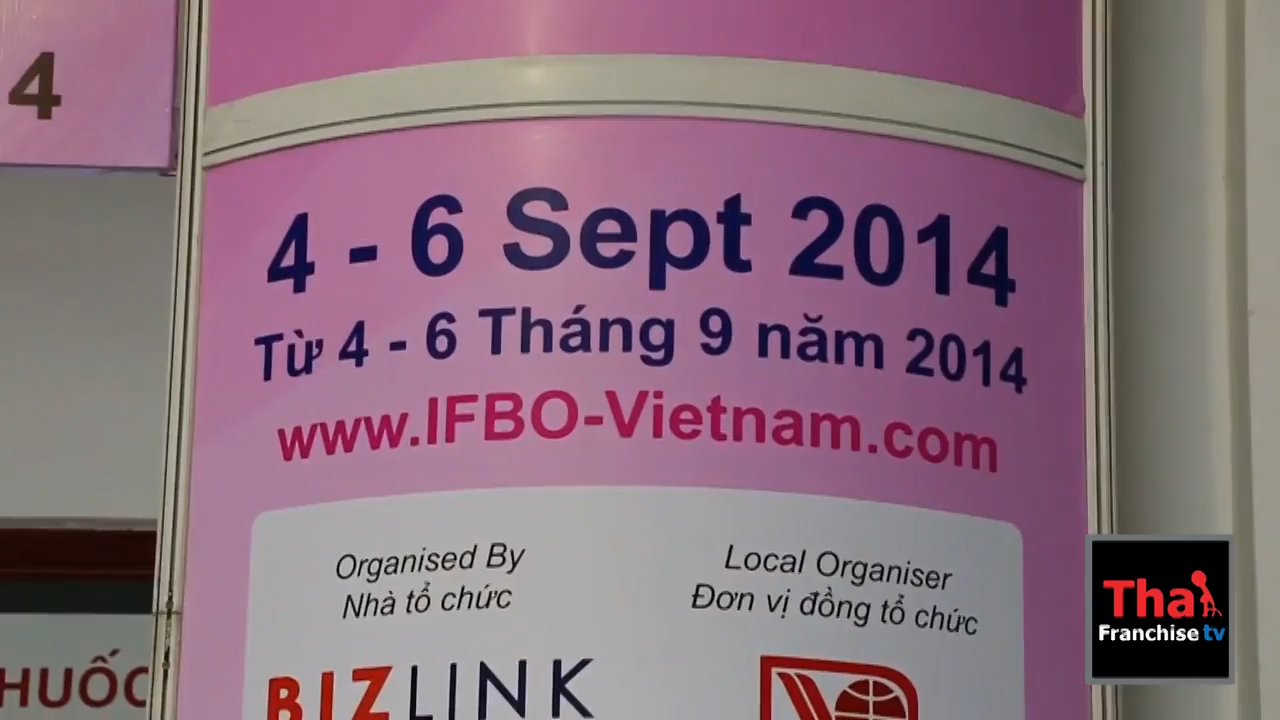 4
4 - 6 Sept 2014
Từ 4 - 6 Tháng 9 năm 2014
www.IFBO-Vietnam.com
Organised By
Nhà tổ chức
Local Organiser
Đơn vị đồng tổ chức
BIZLINK
HUỐC
Thai
Franchise tv